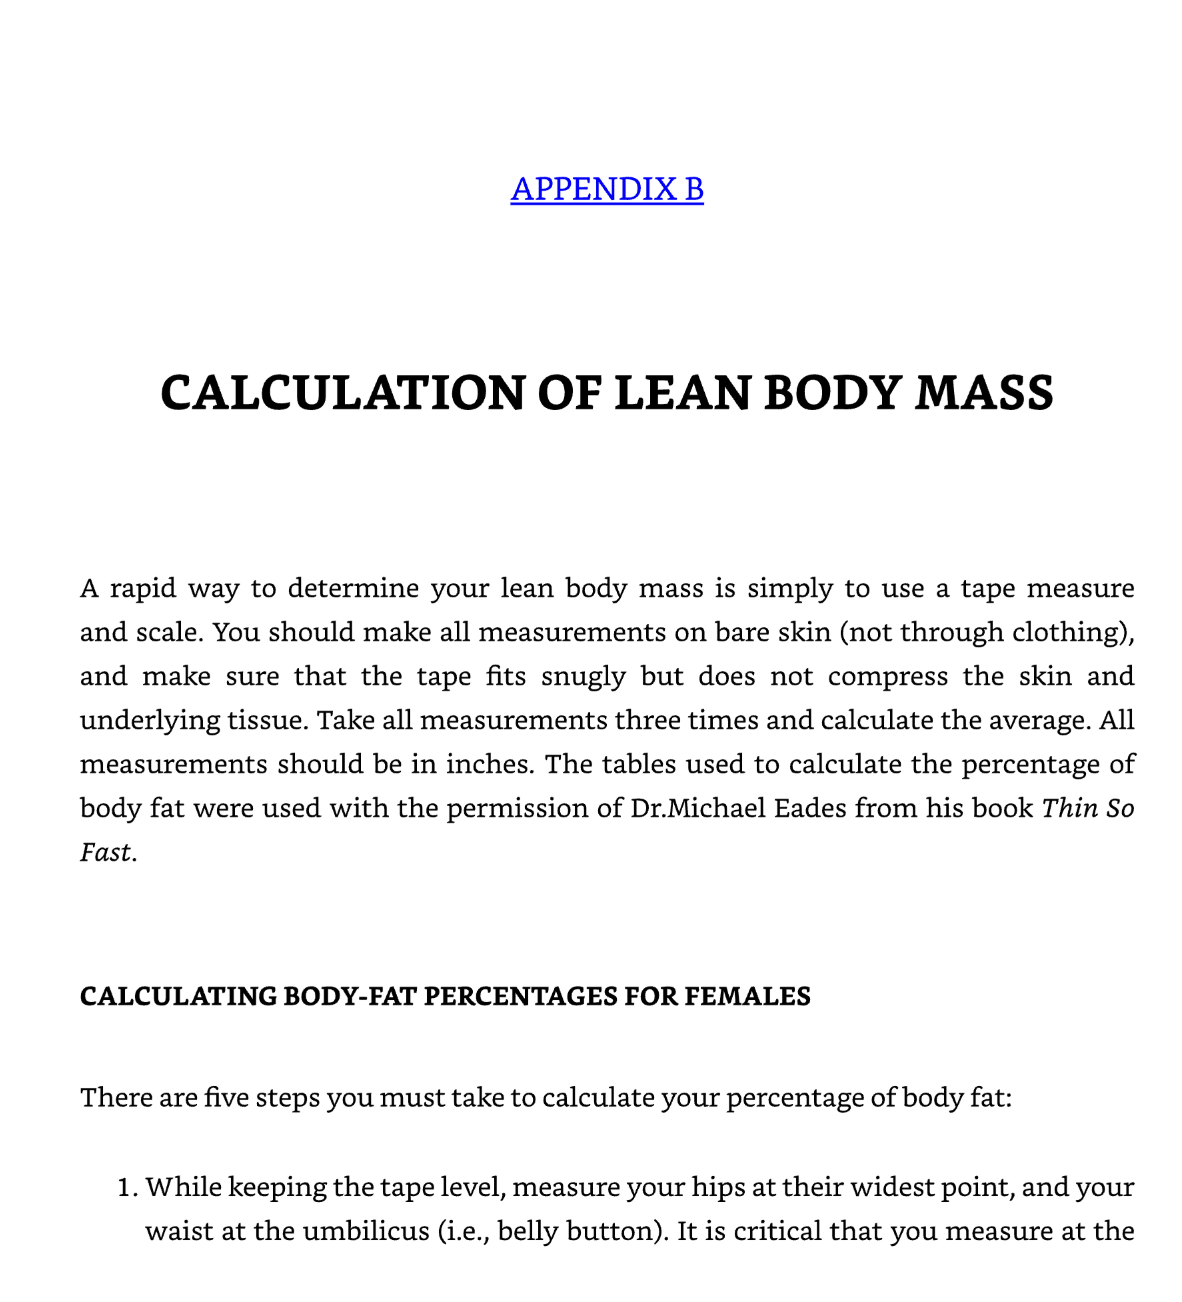 APPENDIX B
CALCULATION OF LEAN BODY MASS
A rapid way to determine your lean body mass is simply to use a tape measure
and scale. You should make all measurements on bare skin (not through clothing),
and make sure that the tape fits snugly but does not compress the skin and
underlying tissue. Take all measurements three times and calculate the average. All
measurements should be in inches. The tables used to calculate the percentage of
body fat were used with the permission of Dr.Michael Eades from his book Thin So
Fast.
CALCULATING BODY-FAT PERCENTAGES FOR FEMALES
There are five steps you must take to calculate your percentage of body fat:
1. While keeping the tape level, measure your hips at their widest point, and your
waist at the umbilicus (i.e., belly button). It is critical that you measure at the